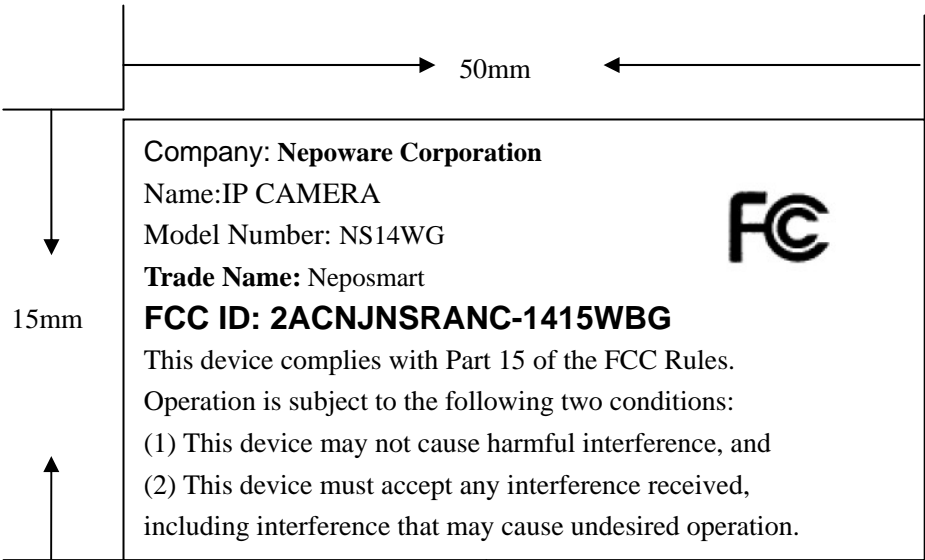 50mm
Company: Nepoware Corporation
Name:IP CAMERA
Model Number: NS14WG
FC
Trade Name: Neposmart
15mm
FCC ID: 2ACNJNSRANC-1415WBG
This device complies with Part 15 of the FCC Rules.
Operation is subject to the following two conditions:
(1) This device may not cause harmful interference, and
(2) This device must accept any interference received,
including interference that may cause undesired operation.